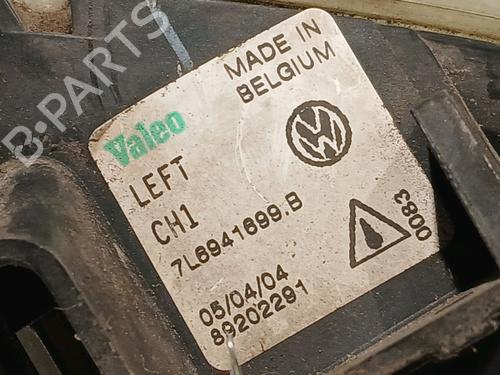 B-PARTS
MADE IN
BELGIUM
Valeo
LEFT
CH1
7L6941699.B
0083
05/04/04
89202291